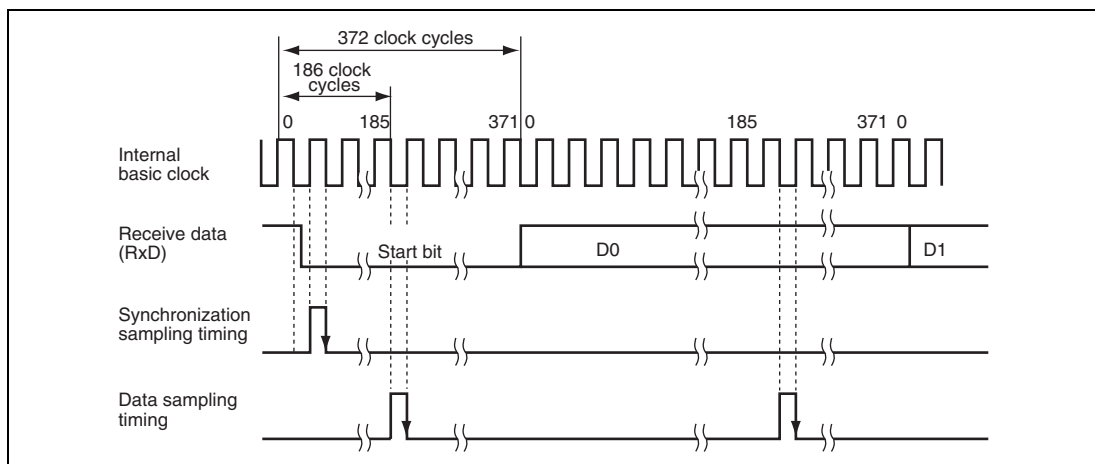 372 clock cycles
186 clock
cycles
0 185 371 0 185 371 0
Internal
basic clock
Receive data
(RxD)
Start bit D0 D1
Synchronization
sampling timing
Data sampling
timing